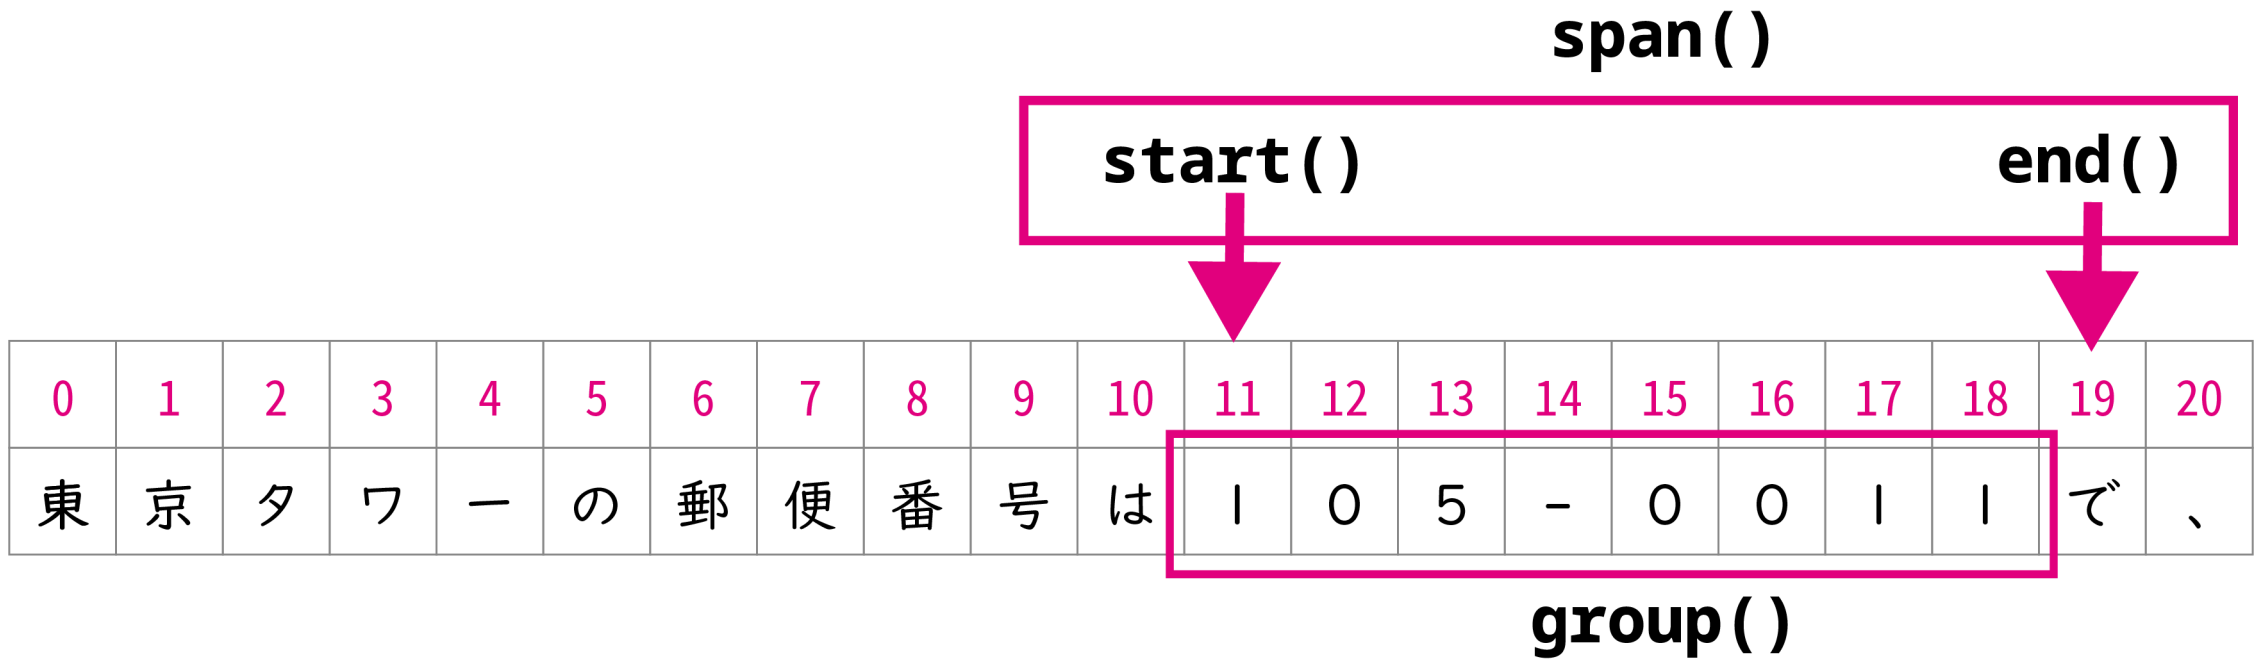 span()
start() end()
0 1 2 3 4 5 6 7 8 9 10 11 12 13 14 15 16 17 18 19 20
東京タワーの郵便番号は105-0011で、
group()